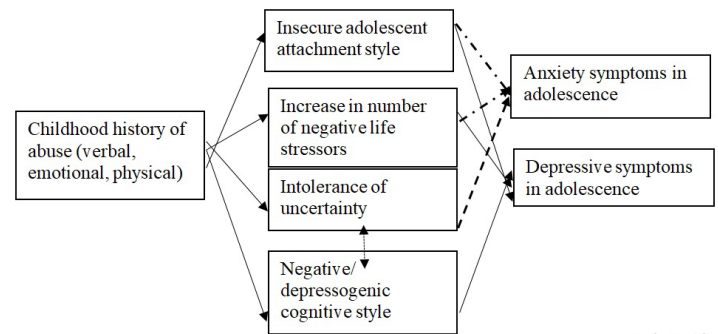 Insecure adolescent
attachment style
Anxiety symptoms in
adolescence
Childhood history of
abuse (verbal,
emotional, physical)
Increase in number
of negative life
stressors
Depressive symptoms
in adolescence
Intolerance of
uncertainty
Negative/
depressogenic
cognitive style